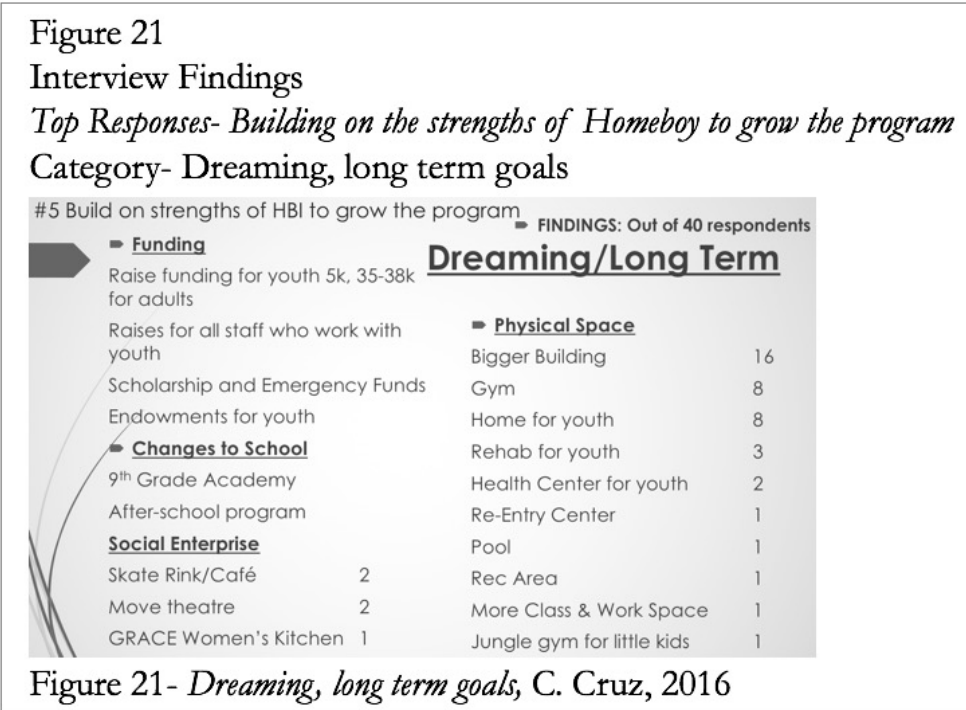 Figure 21
Interview Findings
Top Responses- Building on the strengths of Homeboy to grow the program
Category- Dreaming, long term goals
#5 Build on strengths of HBI to grow the program
FINDINGS: Out of 40 respondents
Dreaming/Long Term
Funding
Raise funding for youth 5k, 35-38k
for adults
Raises for all staff who work with
youth
Scholarship and Emergency Funds
Endowments for youth
Changes to School
9th Grade Academy
After-school program
Social Enterprise
Skate Rink/Café 2
Move theatre 2
GRACE Women's Kitchen 1
Physical Space
Bigger Building 16
Gym 8
Home for youth 8
Rehab for youth 3
Health Center for youth 2
Re-Entry Center 1
Pool 1
Rec Area 1
More Class & Work Space 1
Jungle gym for little kids 1
Figure 21- Dreaming, long term goals, C. Cruz, 2016